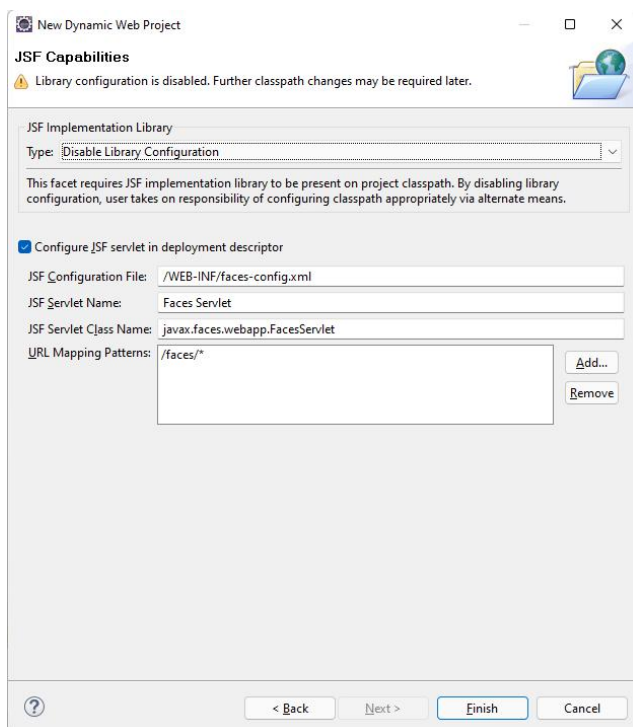 New Dynamic Web Project
JSF Capabilities
Library configuration is disabled. Further classpath changes may be required later.
JSF Implementation Library
Type: Disable Library Configuration
This facet requires JSF implementation library to be present on project classpath. By disabling library
configuration, user takes on responsibility of configuring classpath appropriately via alternate means.
Configure JSF servlet in deployment descriptor
JSF Configuration File: /WEB-INF/faces-config.xml
JSF Servlet Name: Faces Servlet
JSF Servlet Class Name: javax.faces.webapp.FacesServlet
URL Mapping Patterns: /faces/*
Add...
Remove
? < Back Next > Finish Cancel